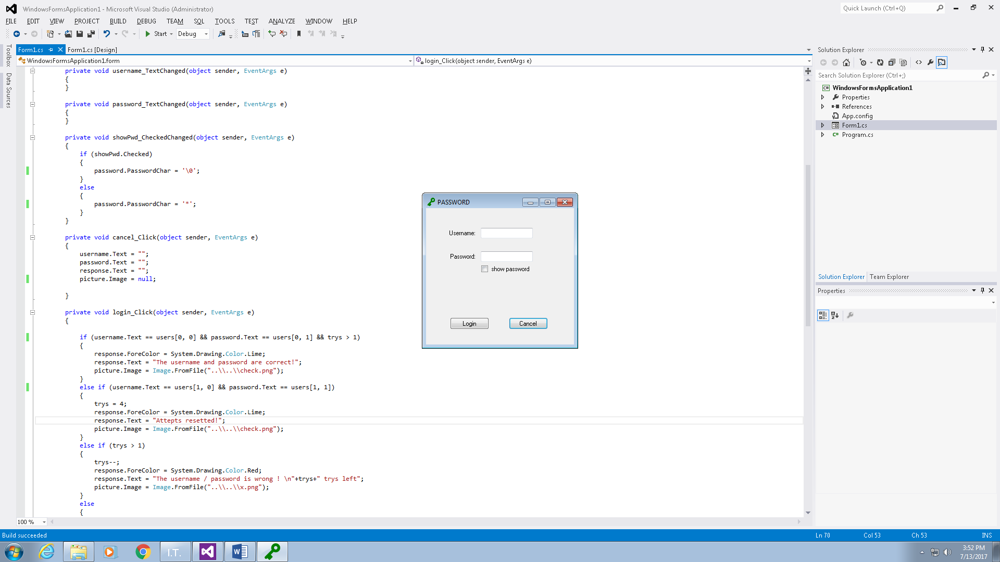 WindowsFormsApplication1 - Microsoft Visual Studio (Administrator)
Quick Launch (Ctrl+Q)
FILE EDIT VIEW PROJECT BUILD DEBUG TEAM SQL TOOLS TEST ANALYZE WINDOW HELP
Start Debug
Toolbox
Data Sources
Form1.cs Form1.cs [Design]
WindowsFormsApplication1.form login_Click(object sender, EventArgs e)
private void username_TextChanged(object sender, EventArgs e)
{
}
private void password_TextChanged(object sender, EventArgs e)
{
}
private void showPwd_CheckedChanged(object sender, EventArgs e)
{
if (showPwd.Checked)
{
password.PasswordChar = '\0';
}
else
{
password.PasswordChar = '*';
}
}
private void cancel_Click(object sender, EventArgs e)
{
username.Text = "";
password.Text = "";
response.Text = "";
picture.Image = null;
}
private void login_Click(object sender, EventArgs e)
{
if (username.Text == users[0, 0] && password.Text == users[0, 1] && trys > 1)
{
response.ForeColor = System.Drawing.Color.Lime;
response.Text = "The username and password are correct!";
picture.Image = Image.FromFile("..\\..\\check.png");
}
else if (username.Text == users[1, 0] && password.Text == users[1, 1])
{
trys = 4;
response.ForeColor = System.Drawing.Color.Lime;
response.Text = "Attepts resetted!";
picture.Image = Image.FromFile("..\\..\\check.png");
}
else if (trys > 1)
{
trys--;
response.ForeColor = System.Drawing.Color.Red;
response.Text = "The username / password is wrong ! \n"+trys+" trys left";
picture.Image = Image.FromFile("..\\..\\x.png");
}
else
{
100 %
PASSWORD
Username:
Password:
show password
Login Cancel
Solution Explorer
Search Solution Explorer (Ctrl+;)
C# WindowsFormsApplication1
Properties
References
App.config
Form1.cs
C# Program.cs
Solution Explorer Team Explorer
Properties
Build succeeded Ln 70 Col 53 Ch 53 INS
I.T.
3:52 PM
7/13/2017